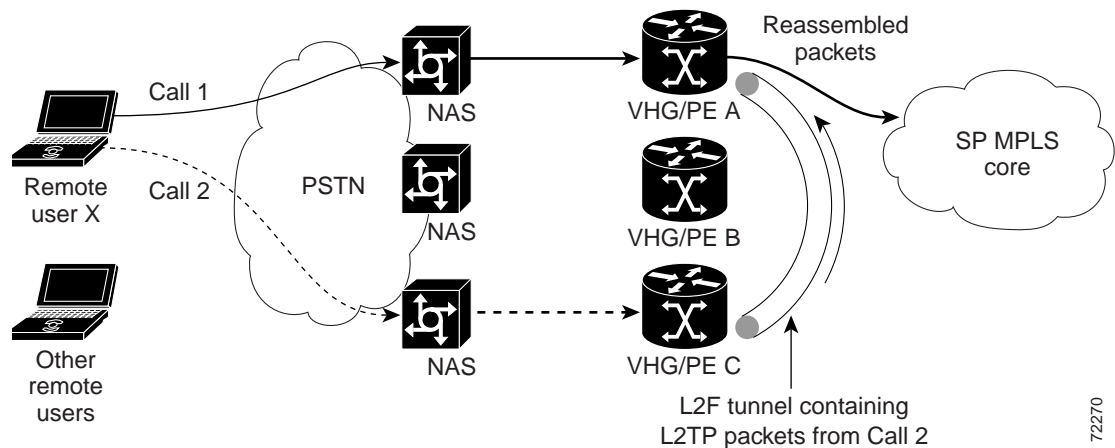 Reassembled
packets
Call 1
NAS
VHG/PE A
SP MPLS
core
PSTN
Remote
user X
Call 2
NAS
VHG/PE B
Other
remote
users
NAS
VHG/PE C
L2F tunnel containing
L2TP packets from Call 2
72270